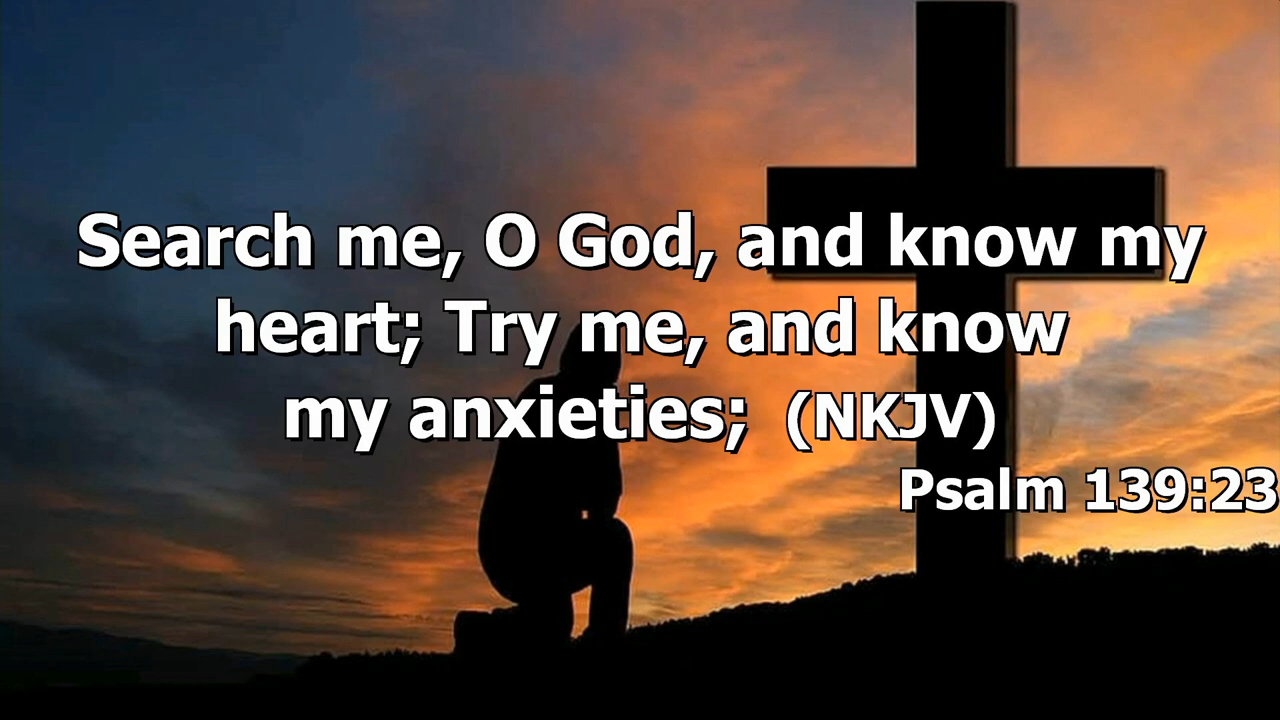 Search me, O God, and know my
heart; Try me, and know
my anxieties; (NKJV)
Psalm 139:23